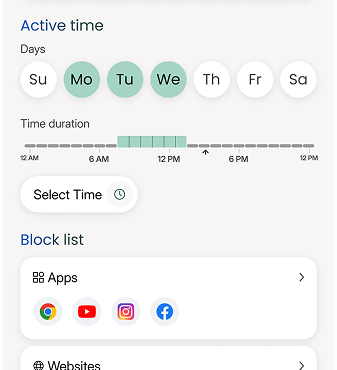 Active time
Days
Su Mo Tu We Th Fr Sa
Time duration
12 AM 6 AM 12 PM 6 PM 12 PM
Select Time
Block list
Apps
Websites